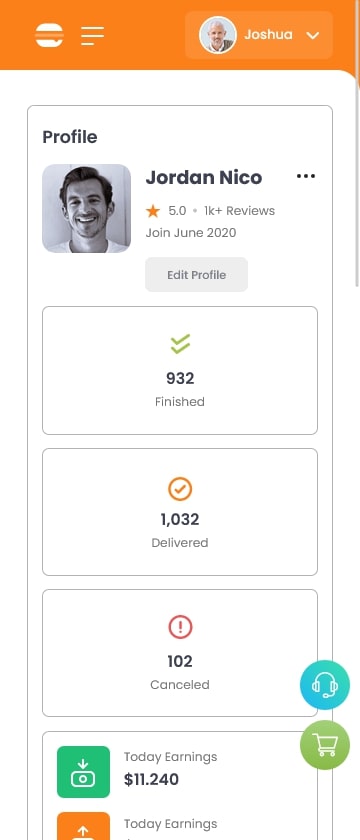 Joshua
Profile
Jordan Nico
5.0 • 1k+ Reviews
Join June 2020
Edit Profile
932
Finished
1,032
Delivered
102
Canceled
Today Earnings
$11.240
Today Earnings